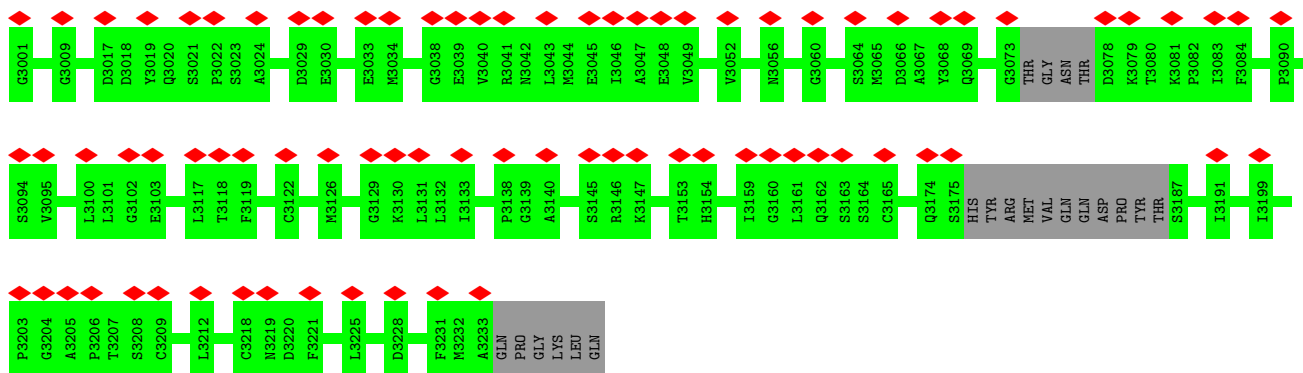 G3001 G3009 D3017 D3018 Y3019 Q3020 S3021 P3022 S3023 A3024 D3029 E3030 E3033 M3034 G3038 E3039 V3040 R3041 N3042 L3043 M3044 E3045 I3046 A3047 E3048 V3049 V3052 N3056 G3060 S3064 M3065 D3066 A3067 Y3068 Q3069 G3073 THR GLY ASN THR D3078 K3079 T3080 K3081 P3082 I3083 F3084 P3090
S3094 V3095 L3100 L3101 G3102 E3103 L3117 T3118 F3119 C3122 M3126 G3129 K3130 L3131 L3132 I3133 P3138 G3139 A3140 S3145 R3146 K3147 T3153 H3154 I3159 G3160 L3161 Q3162 S3163 S3164 C3165 Q3174 S3175 HIS TYR ARG MET VAL GLN GLN ASP PRO TYR THR S3187 I3191 I3199
P3203 G3204 A3205 P3206 T3207 S3208 C3209 L3212 C3218 N3219 D3220 F3221 L3225 D3228 F3231 M3232 A3233 GLN PRO GLY LYS LEU GLN